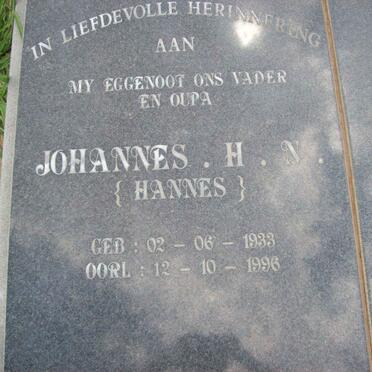 IN LIEFDEVOLLE HERINNERING
AAN
MY EGGENOOT ONS VADER
EN OUPA
JOHANNES . H . N .
{ HANNES }
GEB : 02 - 06 - 1933
OORL : 12 - 10 - 1996